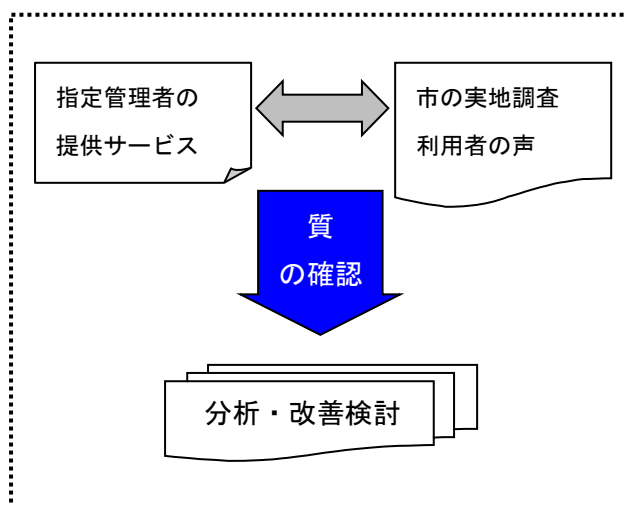 指定管理者の
提供サービス
市の実地調査
利用者の声
質
の確認
分析・改善検討